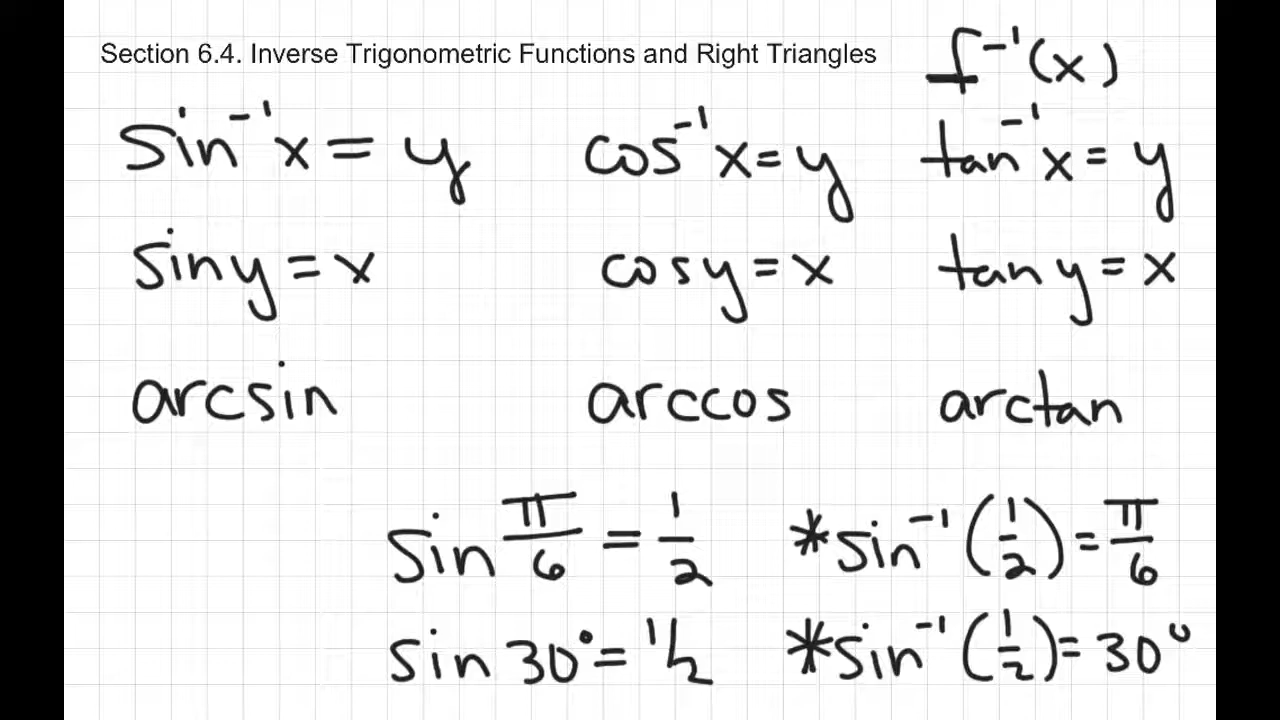 Section 6.4. Inverse Trigonometric Functions and Right Triangles
f⁻¹(x)
sin⁻¹x = y cos⁻¹x = y tan⁻¹x = y
sin y = x cos y = x tan y = x
arcsin arccos arctan
sin π/6 = 1/2 *sin⁻¹(1/2) = π/6
sin 30° = 1/2 *sin⁻¹(1/2) = 30°